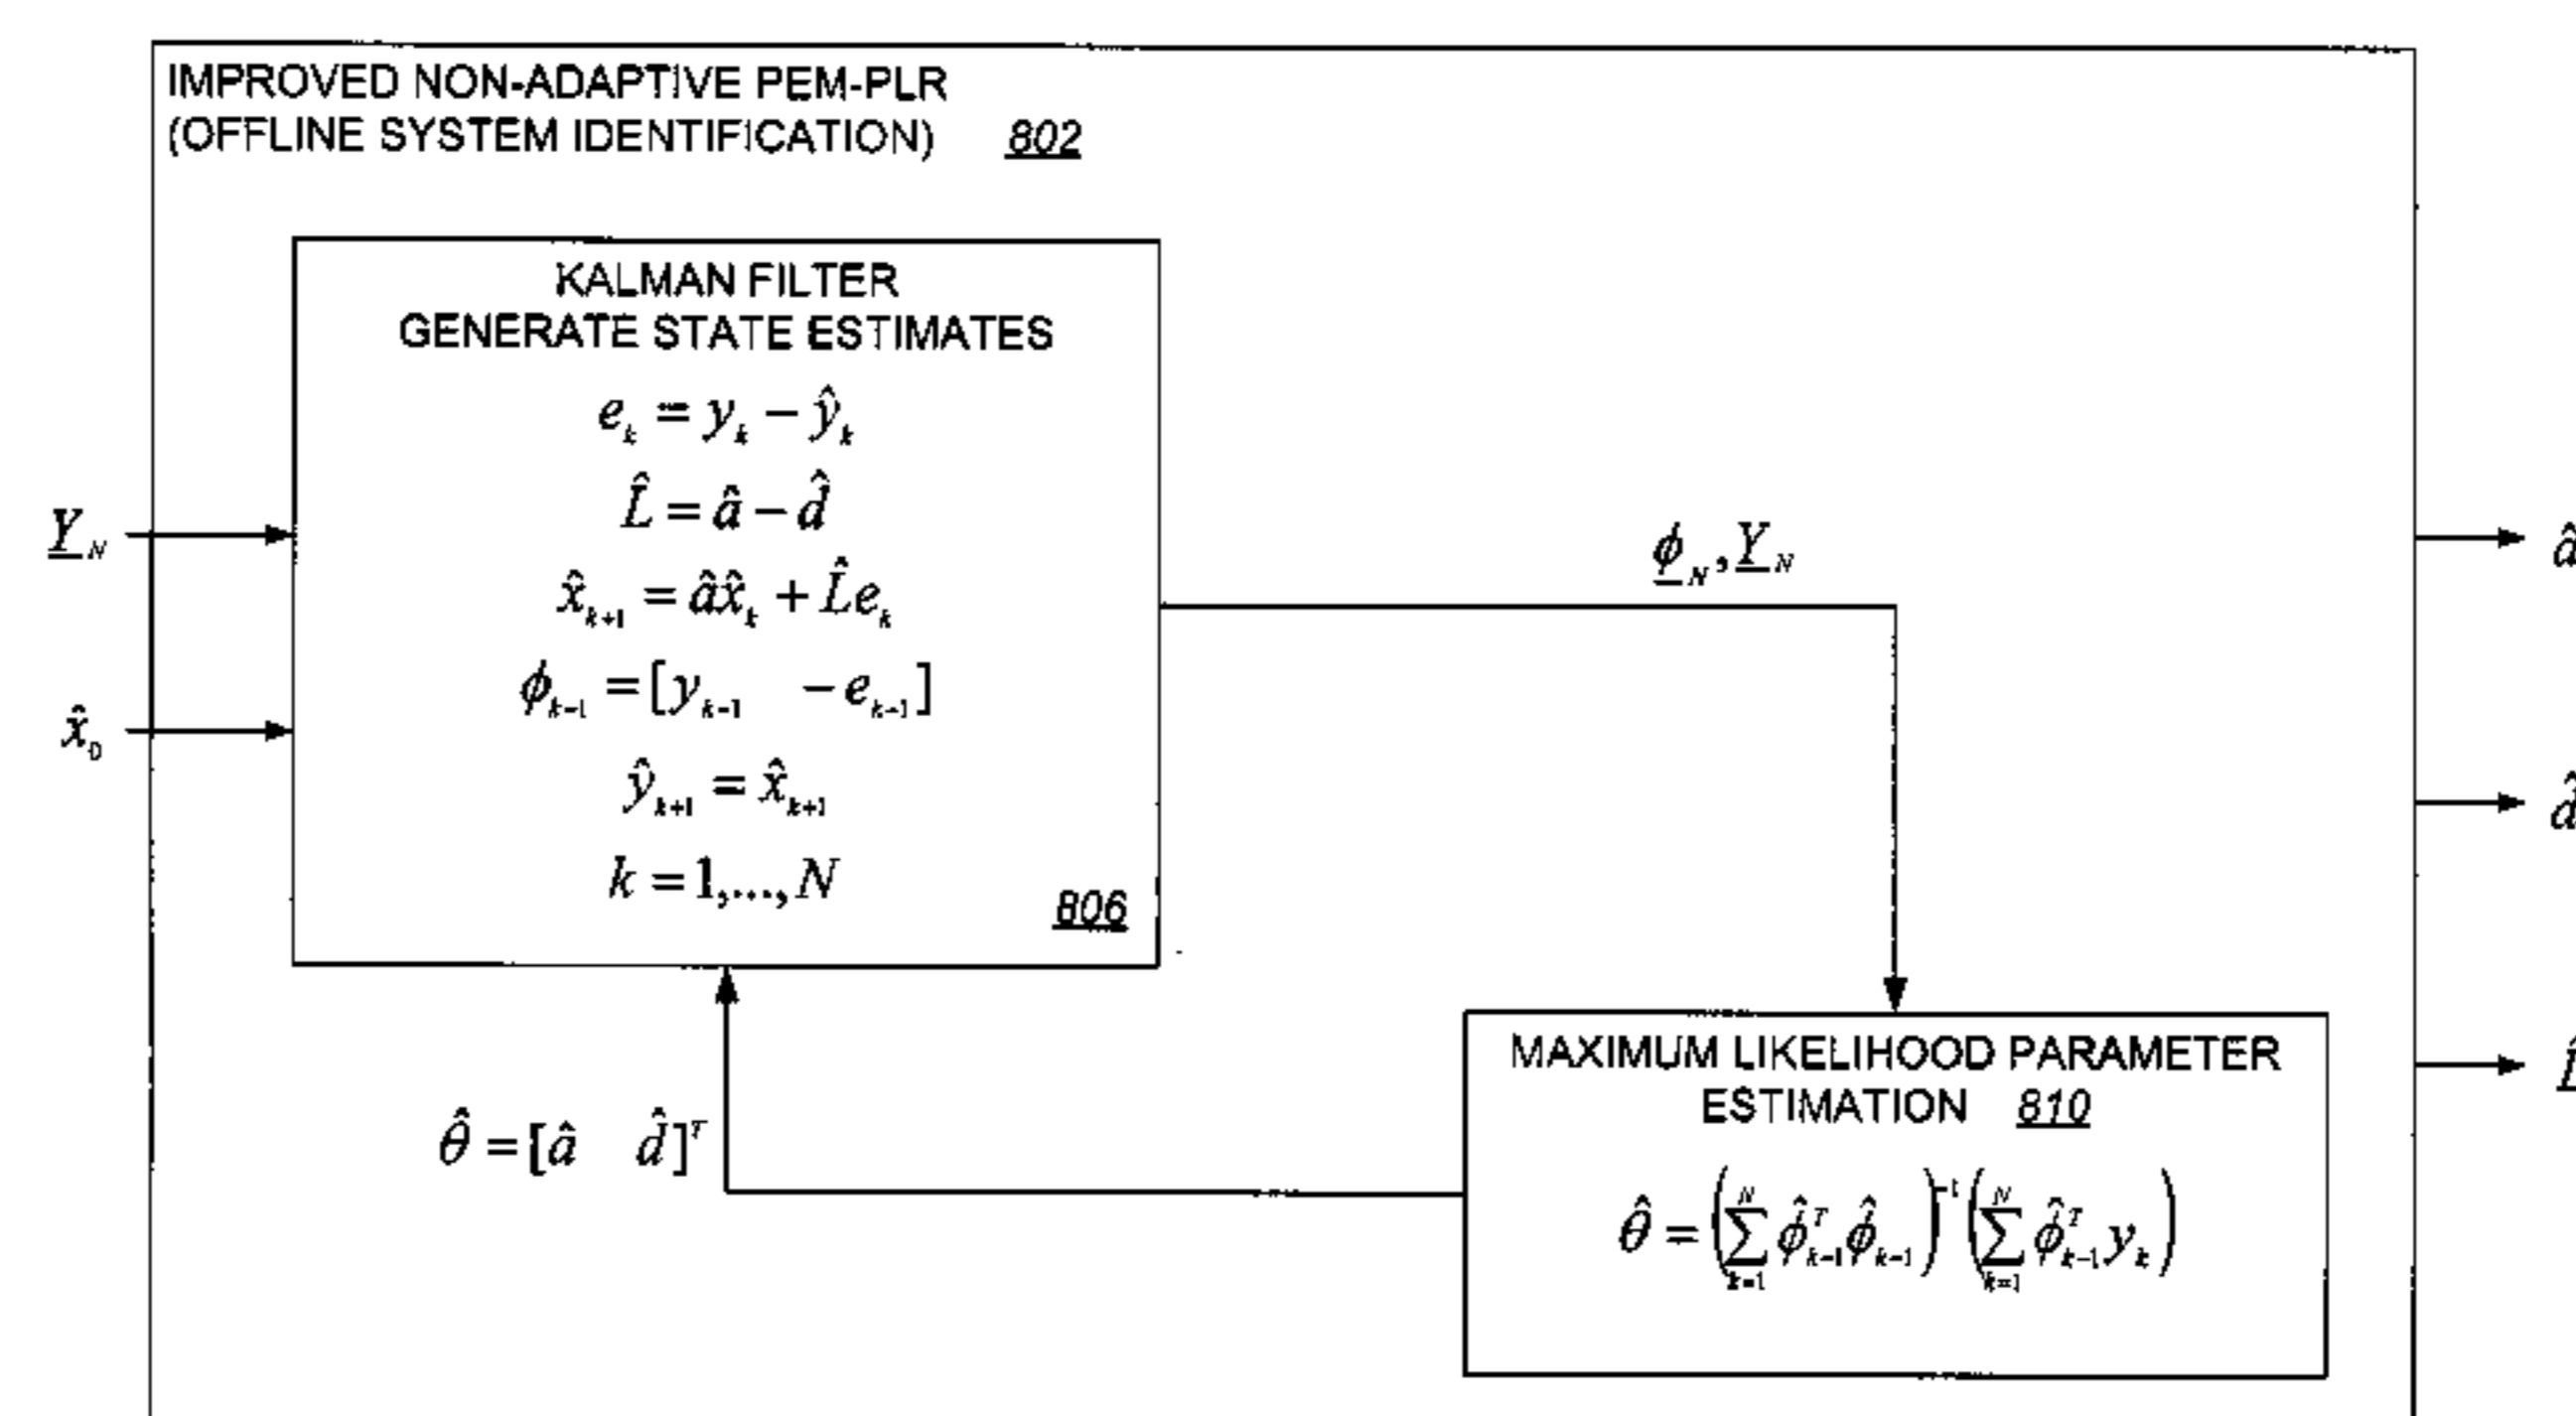 IMPROVED NON-ADAPTIVE PEM-PLR
(OFFLINE SYSTEM IDENTIFICATION) 802
KALMAN FILTER
GENERATE STATE ESTIMATES
e_k = y_k − ŷ_k
L̂ = â − d̂
x̂_{k+1} = âx̂_k + L̂e_k
ϕ_{k−1} = [y_{k−1} −e_{k−1}]
ŷ_{k+1} = x̂_{k+1}
k = 1,...,N
806
Y_N
x̂_0
ϕ_N, Y_N
â
d̂
θ̂ = [â d̂]^T
MAXIMUM LIKELIHOOD PARAMETER
ESTIMATION 810
θ̂ = (∑_{k=1}^{N} ϕ̂^T_{k−1} ϕ̂_{k−1})^{−1} (∑_{k=1}^{N} ϕ̂^T_{k−1} y_k)